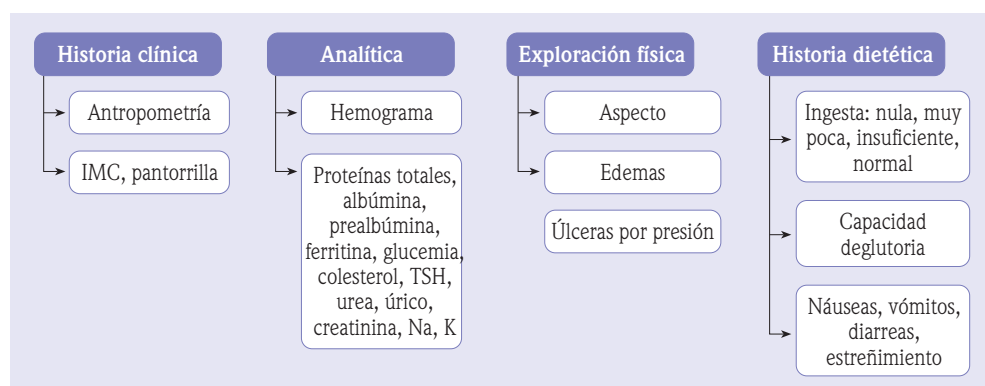 Historia clínica
Antropometría
IMC, pantorrilla
Analítica
Hemograma
Proteínas totales,
albúmina,
prealbúmina,
ferritina, glucemia,
colesterol, TSH,
urea, úrico,
creatinina, Na, K
Exploración física
Aspecto
Edemas
Úlceras por presión
Historia dietética
Ingesta: nula, muy
poca, insuficiente,
normal
Capacidad
deglutoria
Náuseas, vómitos,
diarreas,
estreñimiento